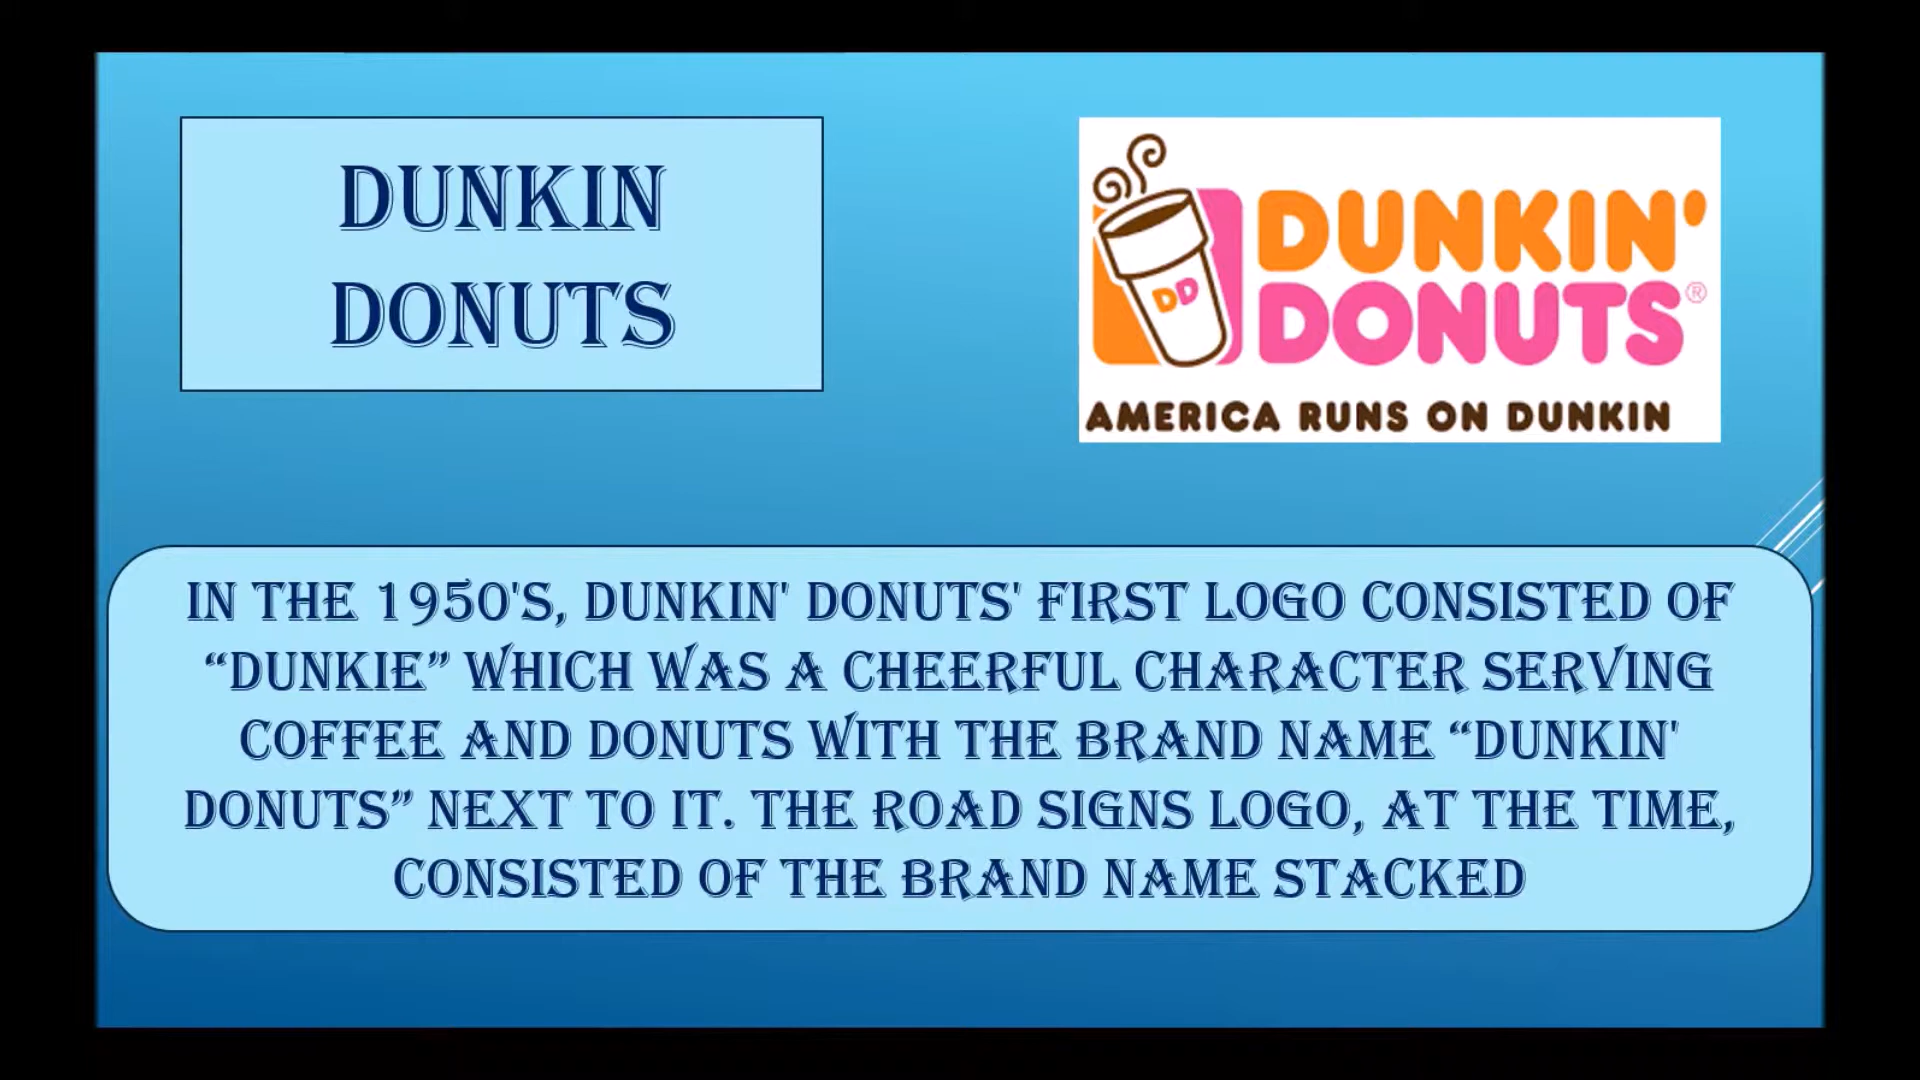 DUNKIN
DONUTS
DD
DUNKIN'
DONUTS®
AMERICA RUNS ON DUNKIN
IN THE 1950'S, DUNKIN' DONUTS' FIRST LOGO CONSISTED OF
“DUNKIE” WHICH WAS A CHEERFUL CHARACTER SERVING
COFFEE AND DONUTS WITH THE BRAND NAME “DUNKIN'
DONUTS” NEXT TO IT. THE ROAD SIGNS LOGO, AT THE TIME,
CONSISTED OF THE BRAND NAME STACKED